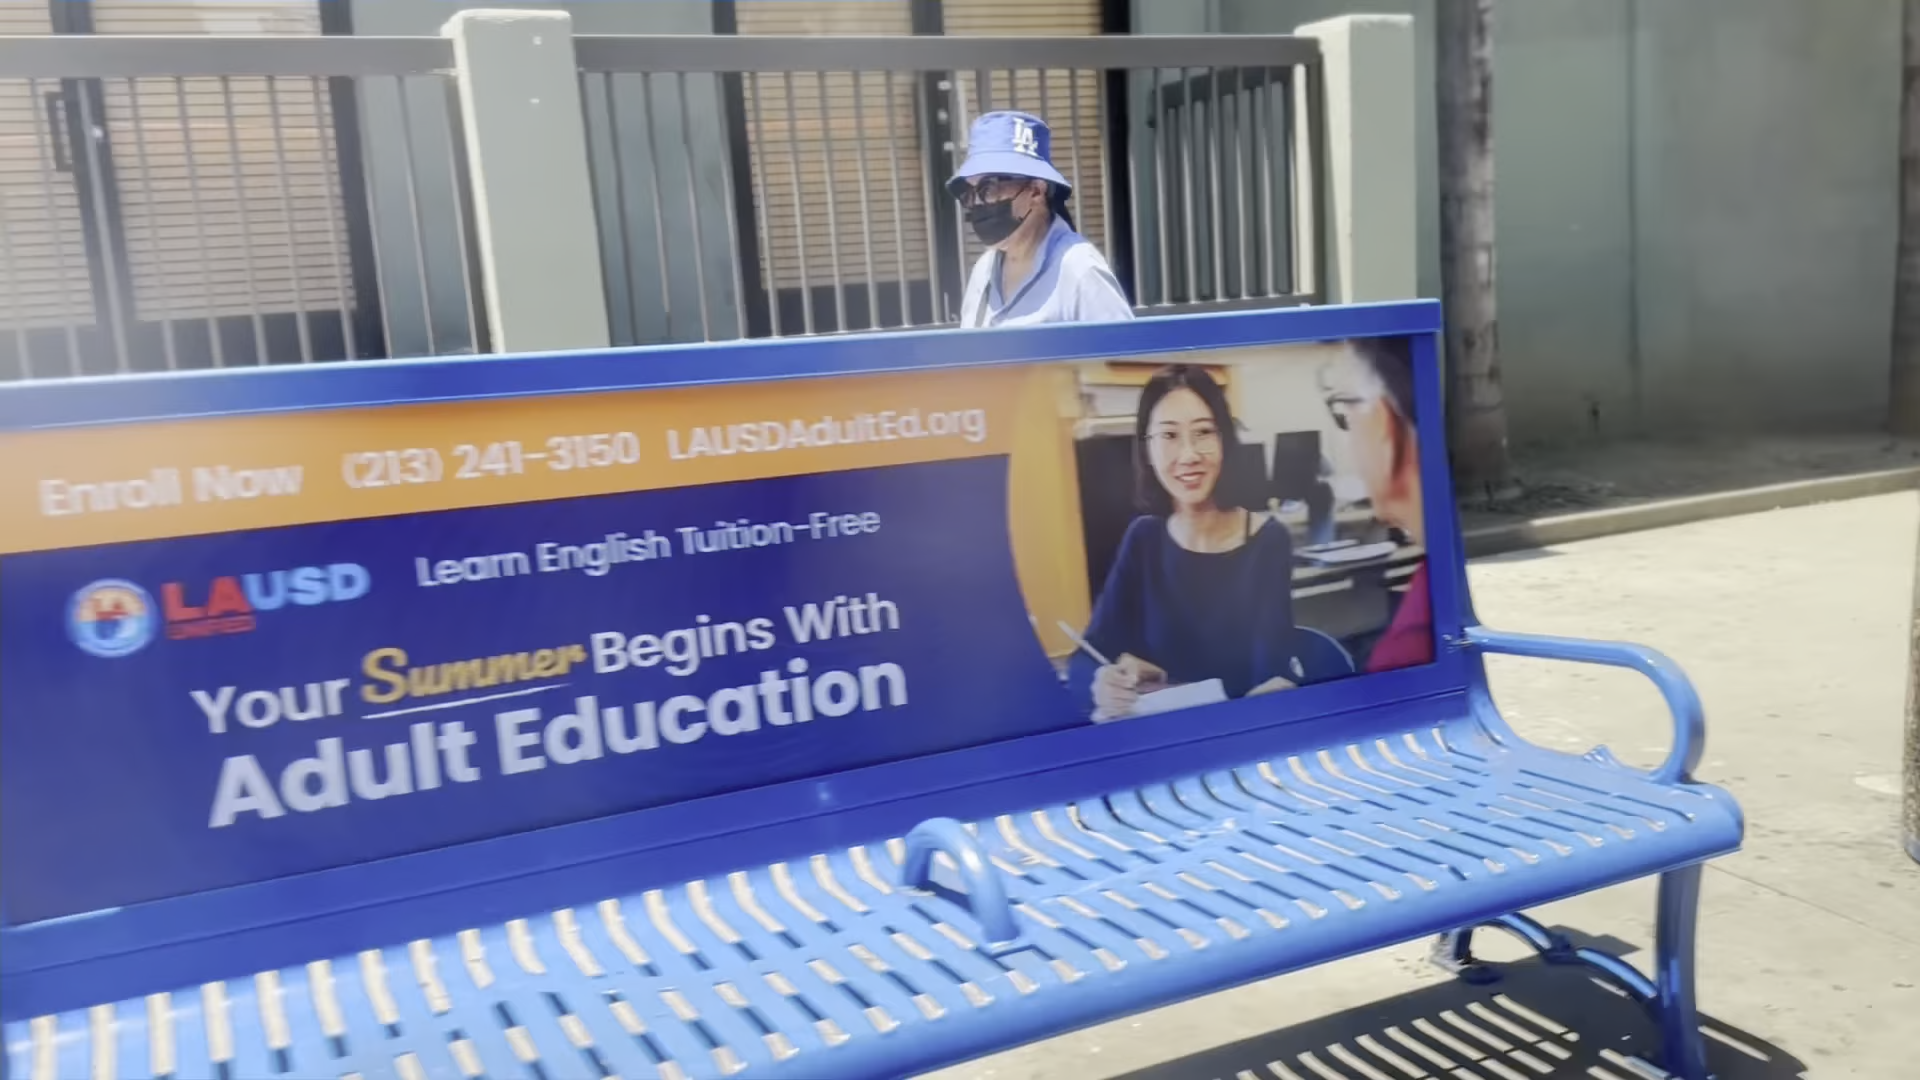 LA
Enroll Now (213) 241-3150 LAUSDAdultEd.org
LAUSD
UNITED
Learn English Tuition-Free
Your Summer Begins With
Adult Education